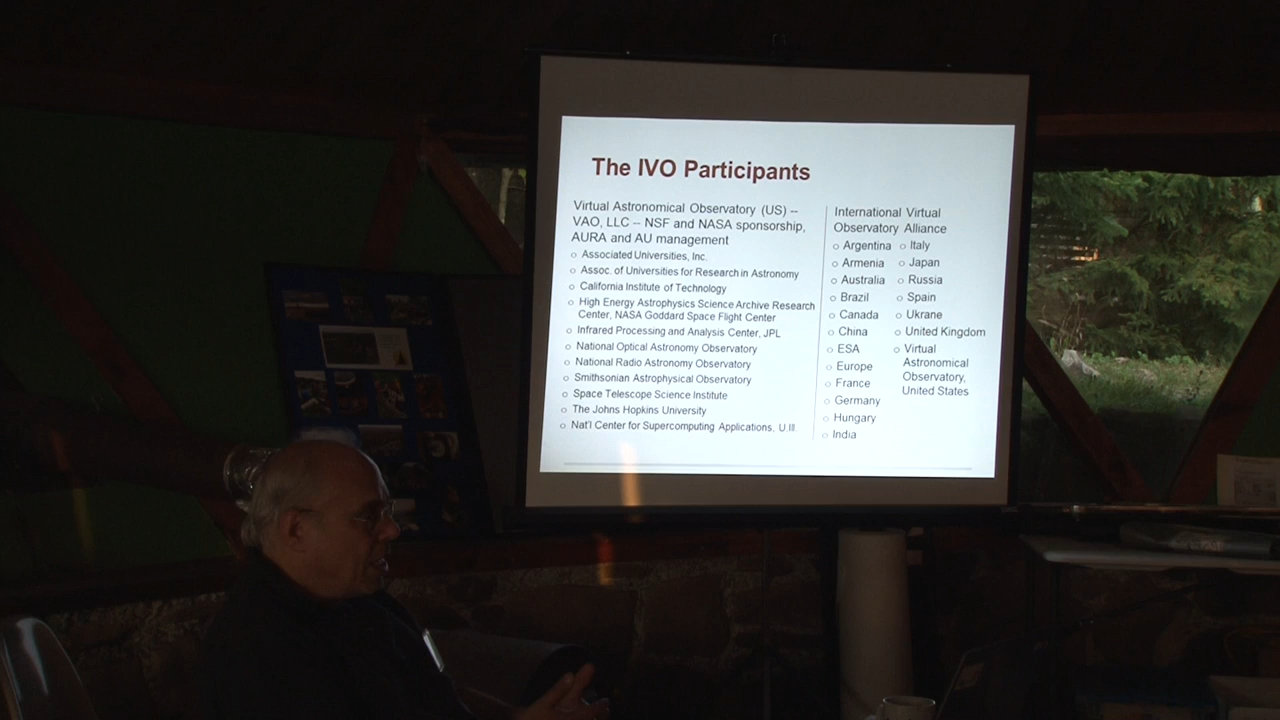 The IVO Participants
Virtual Astronomical Observatory (US) –
VAO, LLC – NSF and NASA sponsorship,
AURA and AU management
Associated Universities, Inc.
Assoc. of Universities for Research in Astronomy
California Institute of Technology
High Energy Astrophysics Science Archive Research
Center, NASA Goddard Space Flight Center
Infrared Processing and Analysis Center, JPL
National Optical Astronomy Observatory
National Radio Astronomy Observatory
Smithsonian Astrophysical Observatory
Space Telescope Science Institute
The Johns Hopkins University
Nat'l Center for Supercomputing Applications, U.Ill
International Virtual
Observatory Alliance
Argentina
Armenia
Australia
Brazil
Canada
China
ESA
Europe
France
Germany
Hungary
India
Italy
Japan
Russia
Spain
Ukrane
United Kingdom
Virtual
Astronomical
Observatory,
United States